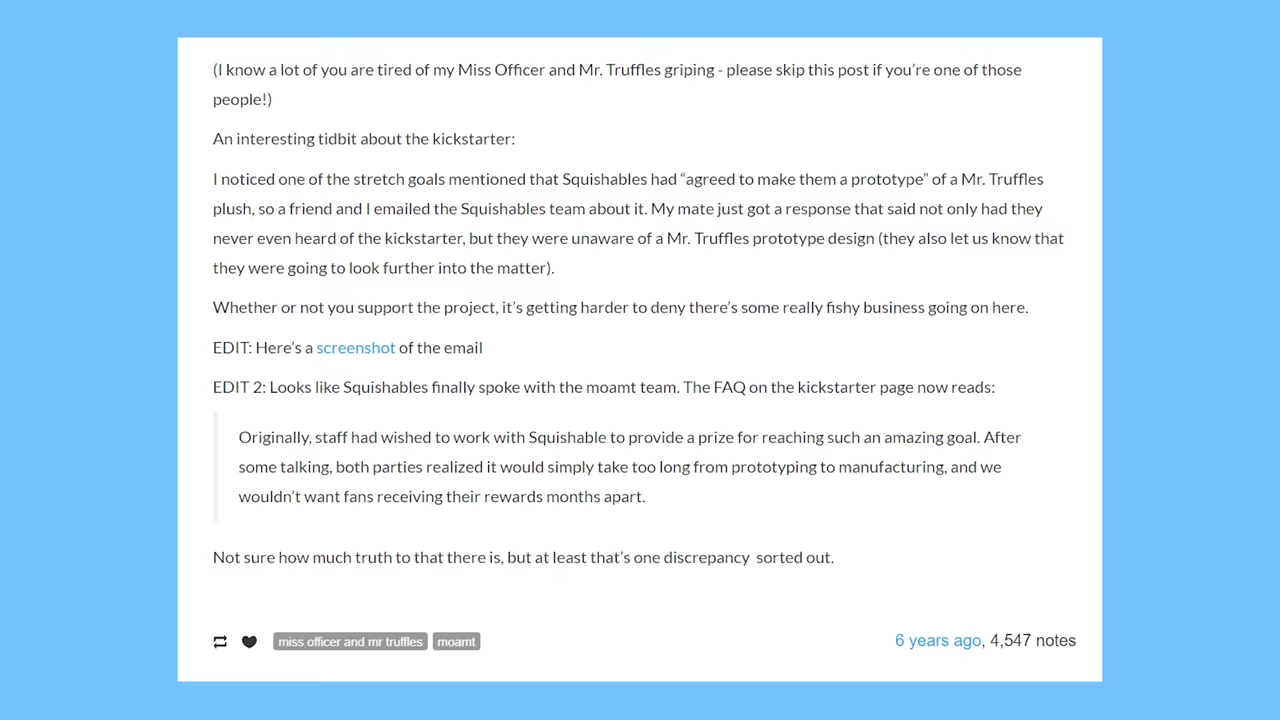 (I know a lot of you are tired of my Miss Officer and Mr. Truffles griping - please skip this post if you're one of those
people!)
An interesting tidbit about the kickstarter:
I noticed one of the stretch goals mentioned that Squishables had “agreed to make them a prototype” of a Mr. Truffles
plush, so a friend and I emailed the Squishables team about it. My mate just got a response that said not only had they
never even heard of the kickstarter, but they were unaware of a Mr. Truffles prototype design (they also let us know that
they were going to look further into the matter).
Whether or not you support the project, it's getting harder to deny there's some really fishy business going on here.
EDIT: Here's a screenshot of the email
EDIT 2: Looks like Squishables finally spoke with the moamt team. The FAQ on the kickstarter page now reads:
Originally, staff had wished to work with Squishable to provide a prize for reaching such an amazing goal. After
some talking, both parties realized it would simply take too long from prototyping to manufacturing, and we
wouldn't want fans receiving their rewards months apart.
Not sure how much truth to that there is, but at least that's one discrepancy  sorted out.
miss officer and mr truffles moamt 6 years ago, 4,547 notes